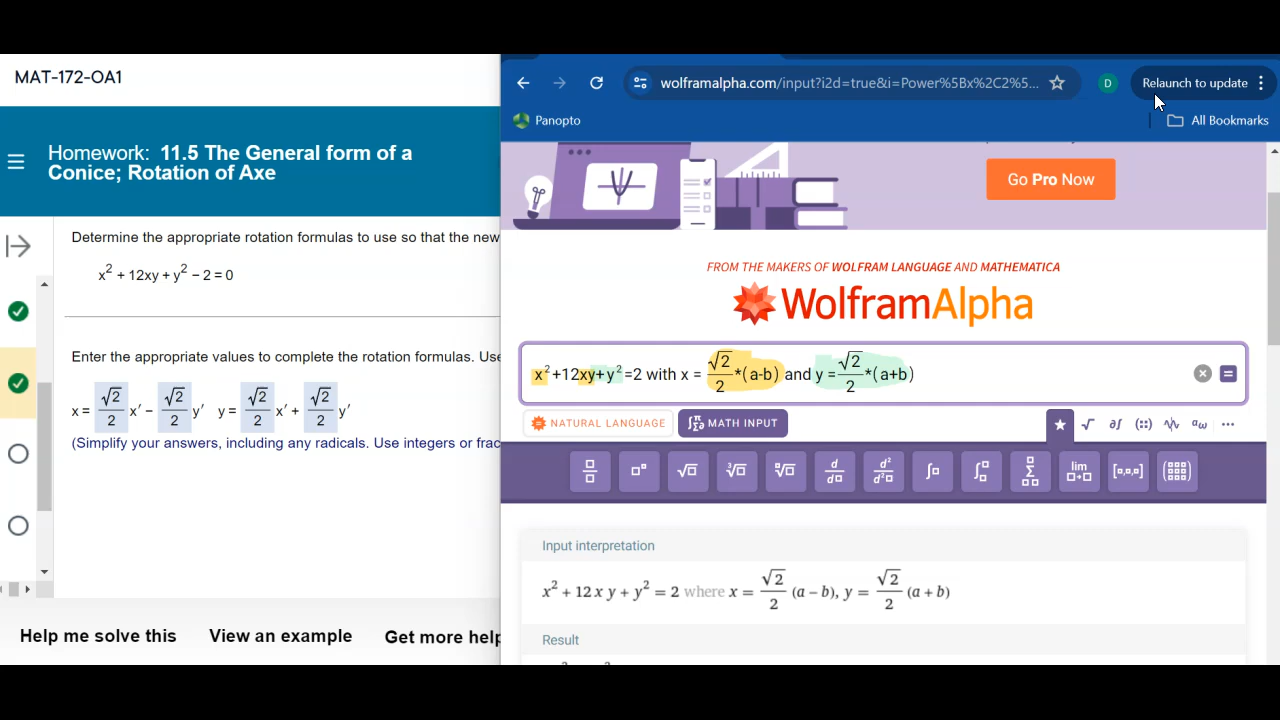 MAT-172-OA1
Homework: 11.5 The General form of a
Conice; Rotation of Axe
Determine the appropriate rotation formulas to use so that the new
x² + 12xy + y² − 2 = 0
Enter the appropriate values to complete the rotation formulas. Use
x = √2/2 x′ − √2/2 y′ y = √2/2 x′ + √2/2 y′
(Simplify your answers, including any radicals. Use integers or frac
Help me solve this View an example Get more help
wolframalpha.com/input?i2d=true&i=Power%5Bx%2C2%5...
D
Relaunch to update
Panopto
All Bookmarks
Go Pro Now
FROM THE MAKERS OF WOLFRAM LANGUAGE AND MATHEMATICA
WolframAlpha
x²+12xy+y²=2 with x = √2/2*(a-b) and y =√2/2*(a+b)
NATURAL LANGUAGE
MATH INPUT
d/d□ d²/d²□ lim □→□
Input interpretation
x² + 12 x y + y² = 2 where x = √2/2 (a − b), y = √2/2 (a + b)
Result